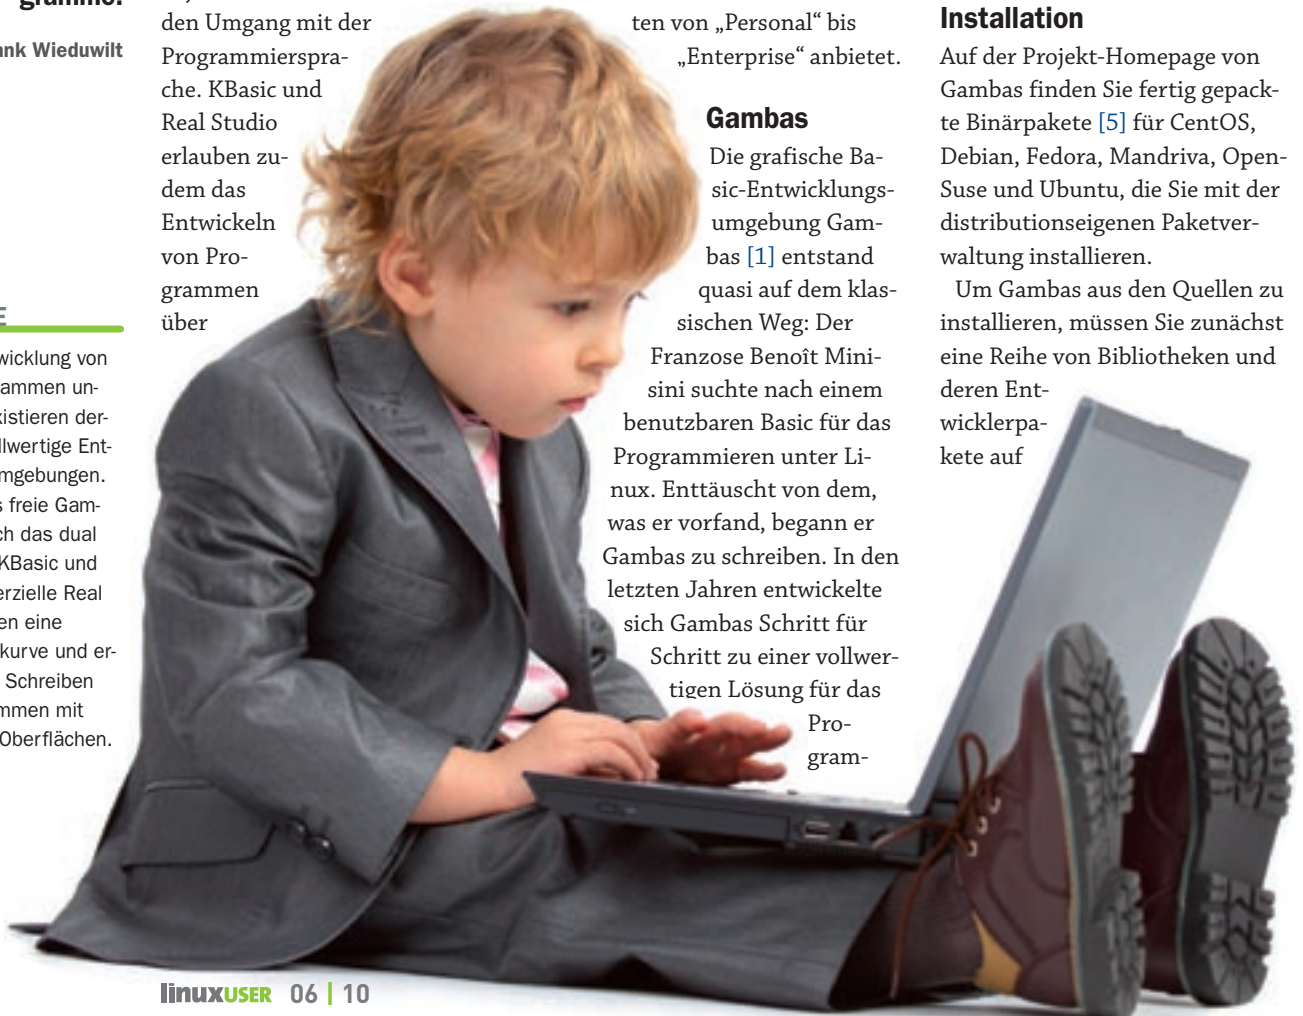 gramme.
ank Wieduwilt
E
wicklung von
ammen un-
xistieren der-
llwertige Ent-
mgebungen.
s freie Gam-
ch das dual
KBasic und
erzielle Real
en eine
kurve und er-
Schreiben
mmen mit
Oberflächen.
den Umgang mit der
Programmierspra-
che. KBasic und
Real Studio
erlauben zu-
dem das
Entwickeln
von Pro-
grammen
über
ten von „Personal“ bis
„Enterprise“ anbietet.
Gambas
Die grafische Ba-
sic-Entwicklungs-
umgebung Gam-
bas [1] entstand
quasi auf dem klas-
sischen Weg: Der
Franzose Benoît Mini-
sini suchte nach einem
benutzbaren Basic für das
Programmieren unter Li-
nux. Enttäuscht von dem,
was er vorfand, begann er
Gambas zu schreiben. In den
letzten Jahren entwickelte
sich Gambas Schritt für
Schritt zu einer vollwer-
tigen Lösung für das
Pro-
gram-
Installation
Auf der Projekt-Homepage von
Gambas finden Sie fertig gepack-
te Binärpakete [5] für CentOS,
Debian, Fedora, Mandriva, Open-
Suse und Ubuntu, die Sie mit der
distributionseigenen Paketver-
waltung installieren.
Um Gambas aus den Quellen zu
installieren, müssen Sie zunächst
eine Reihe von Bibliotheken und
deren Ent-
wicklerpa-
kete auf
linuxUSER 06 | 10